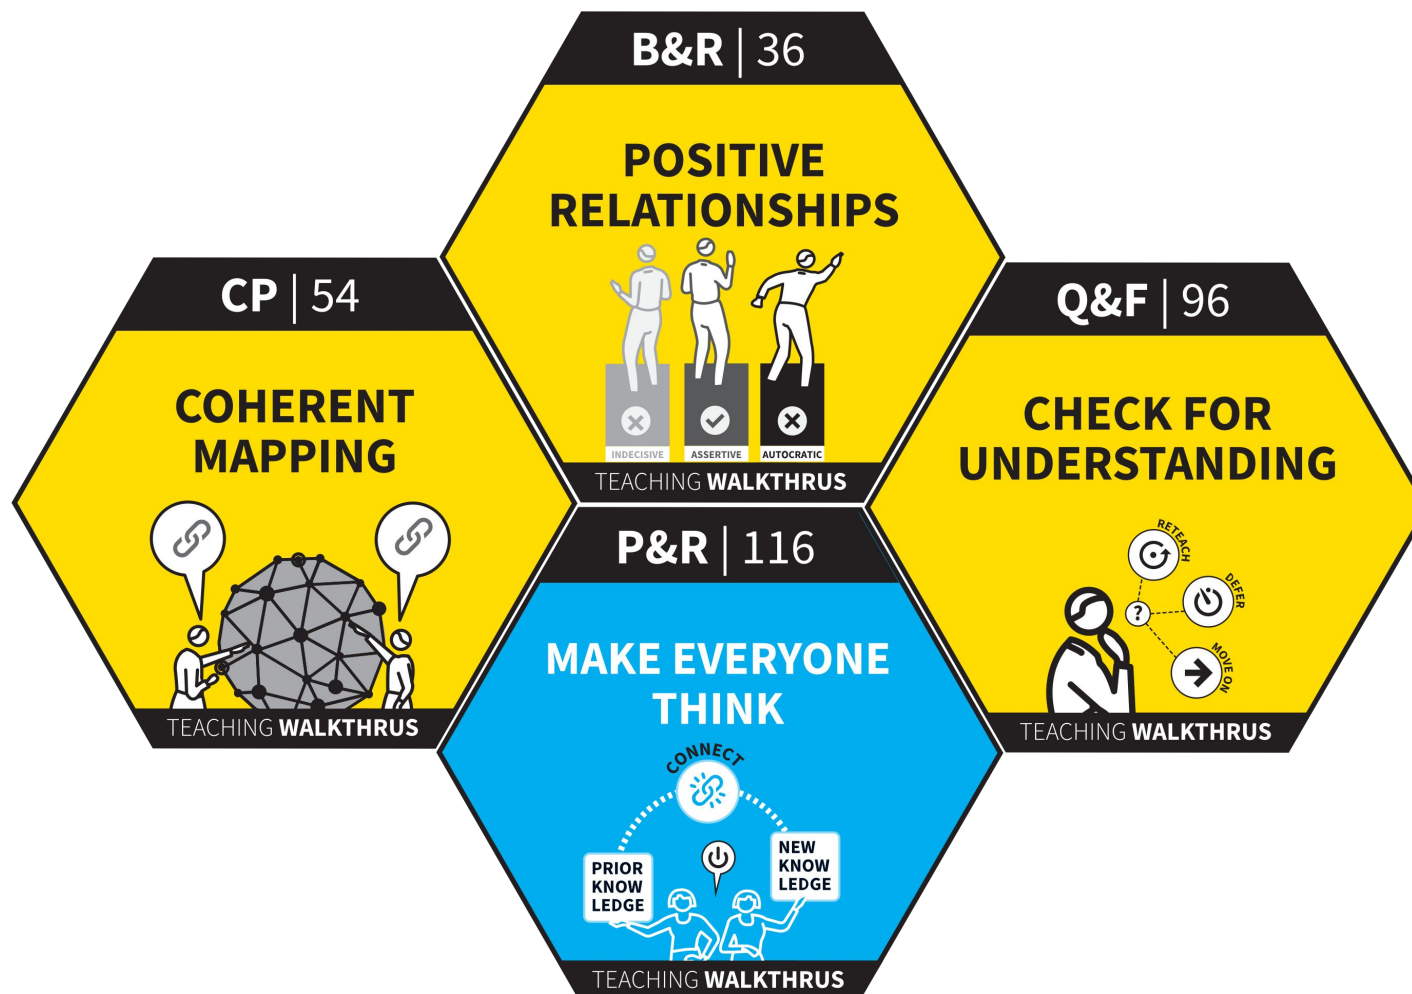 B&R | 36
POSITIVE
RELATIONSHIPS
INDECISIVE
ASSERTIVE
AUTOCRATIC
TEACHING WALKTHRUS
CP | 54
COHERENT
MAPPING
TEACHING WALKTHRUS
Q&F | 96
CHECK FOR
UNDERSTANDING
RETEACH
?
DEFER
MOVE ON
TEACHING WALKTHRUS
P&R | 116
MAKE EVERYONE
THINK
CONNECT
PRIOR
KNOW
LEDGE
NEW
KNOW
LEDGE
TEACHING WALKTHRUS